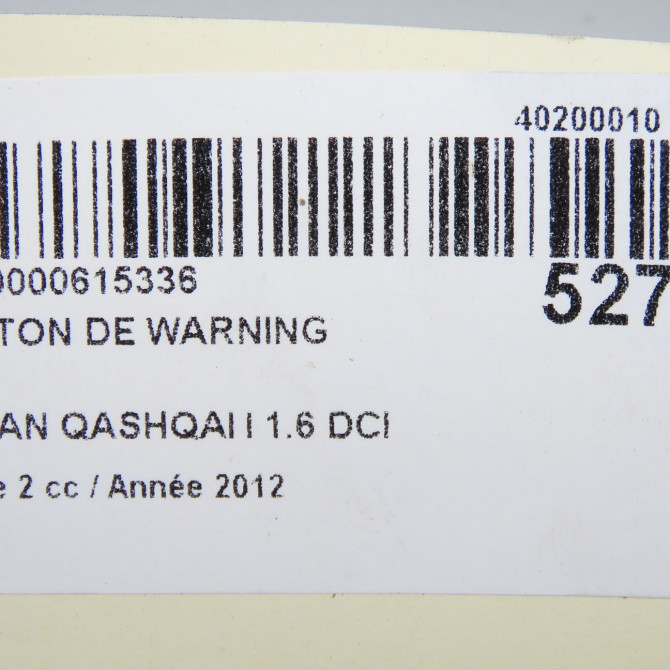 40200010
0000615336
527
TON DE WARNING
AN QASHQAI I 1.6 DCI
e 2 cc / Année 2012